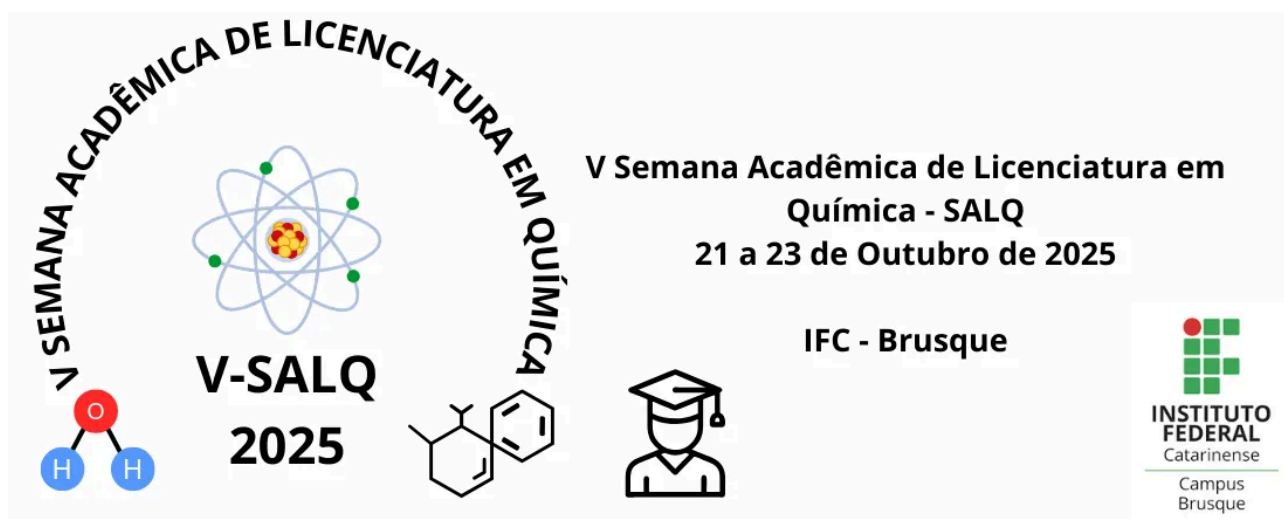 V SEMANA ACADÊMICA DE LICENCIATURA EM QUÍMICA
V-SALQ
2025
O
H H
V Semana Acadêmica de Licenciatura em
Química - SALQ
21 a 23 de Outubro de 2025
IFC - Brusque
INSTITUTO
FEDERAL
Catarinense
Campus
Brusque